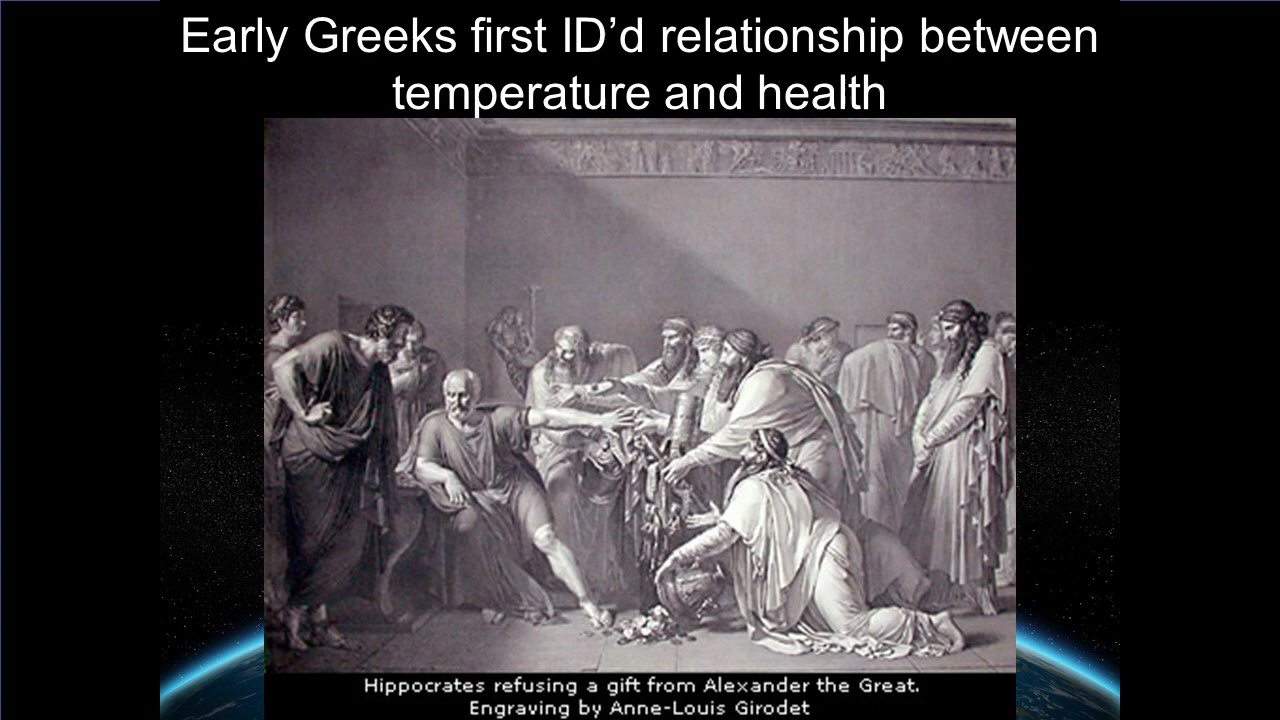 Early Greeks first ID’d relationship between
temperature and health
Hippocrates refusing a gift from Alexander the Great.
Engraving by Anne-Louis Girodet